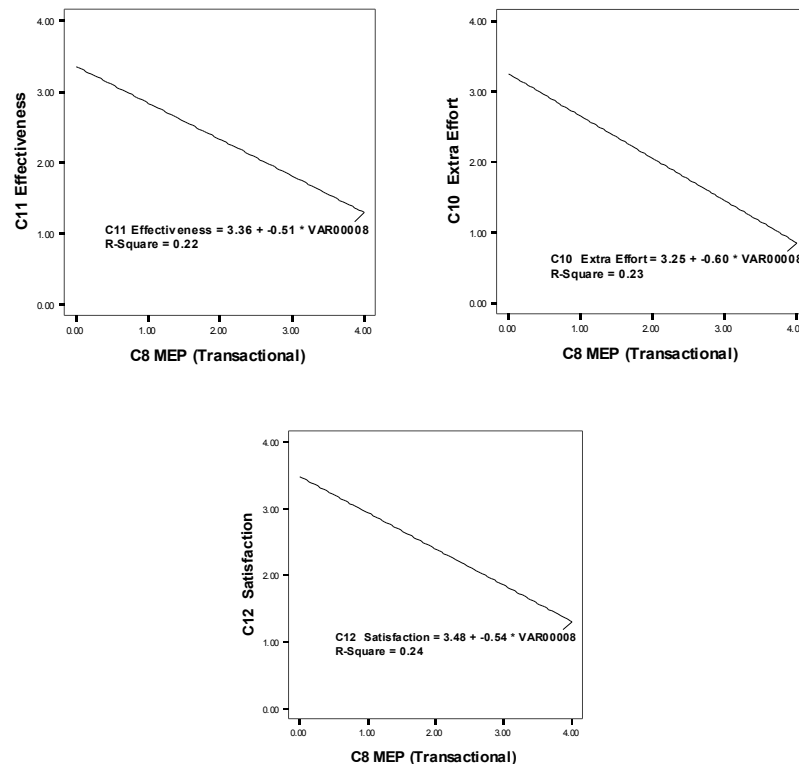 4.00
3.00
2.00
1.00
0.00
C11 Effectiveness
C11 Effectiveness = 3.36 + -0.51 * VAR00008
R-Square = 0.22
0.00 1.00 2.00 3.00 4.00
C8 MEP (Transactional)
4.00
3.00
2.00
1.00
0.00
C10 Extra Effort
C10 Extra Effort = 3.25 + -0.60 * VAR00008
R-Square = 0.23
0.00 1.00 2.00 3.00 4.00
C8 MEP (Transactional)
4.00
3.00
2.00
1.00
0.00
C12 Satisfaction
C12 Satisfaction = 3.48 + -0.54 * VAR00008
R-Square = 0.24
0.00 1.00 2.00 3.00 4.00
C8 MEP (Transactional)